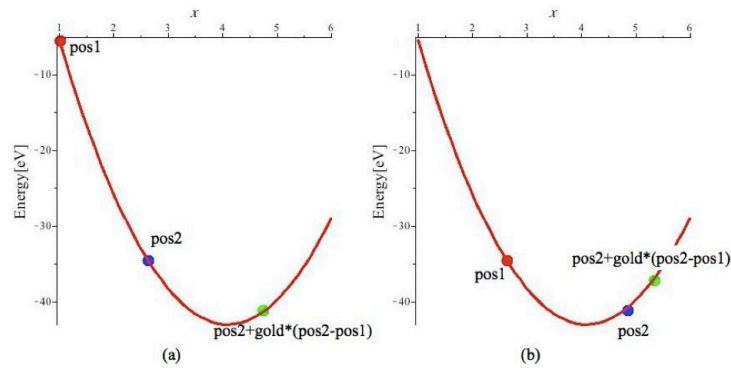 x
1 2 3 4 5 6
pos1
-10
-20
Energy[eV]
-30
-40
pos2
pos2+gold*(pos2-pos1)
(a)
x
1 2 3 4 5 6
-10
-20
Energy[eV]
-30
-40
pos1
pos2+gold*(pos2-pos1)
pos2
(b)